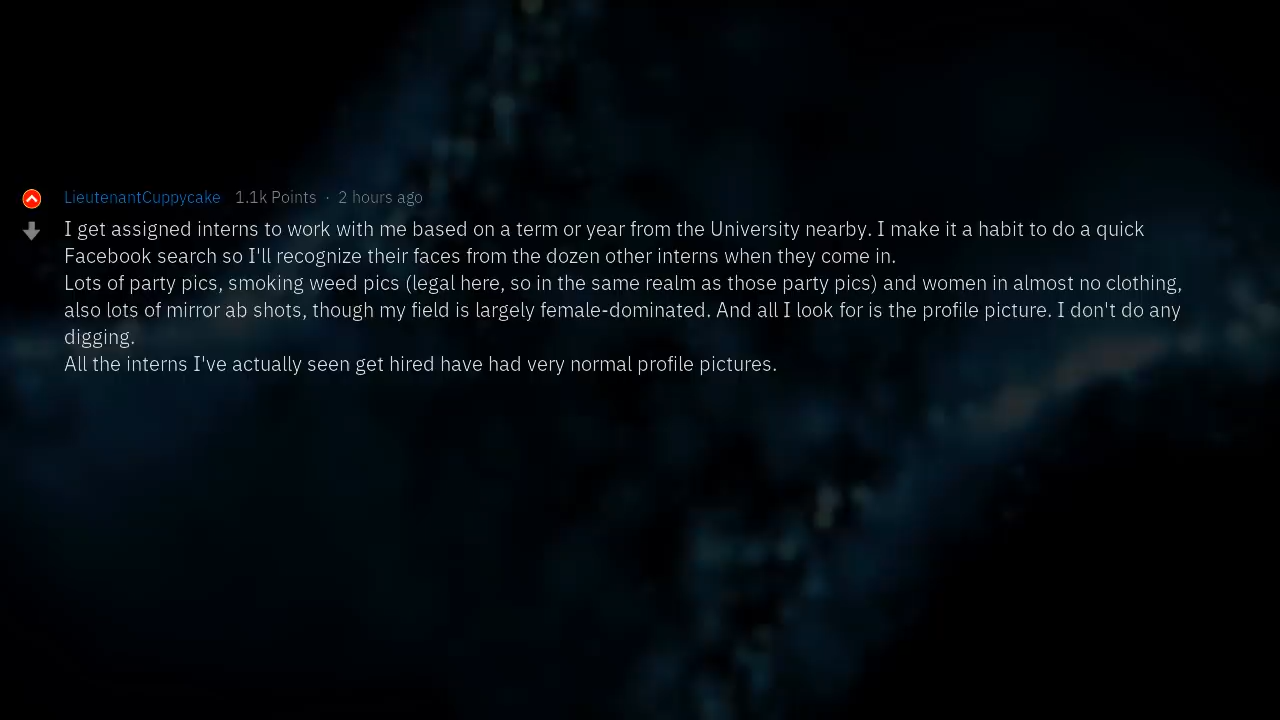 LieutenantCuppycake 1.1k Points · 2 hours ago
I get assigned interns to work with me based on a term or year from the University nearby. I make it a habit to do a quick
Facebook search so I'll recognize their faces from the dozen other interns when they come in.
Lots of party pics, smoking weed pics (legal here, so in the same realm as those party pics) and women in almost no clothing,
also lots of mirror ab shots, though my field is largely female-dominated. And all I look for is the profile picture. I don't do any
digging.
All the interns I've actually seen get hired have had very normal profile pictures.